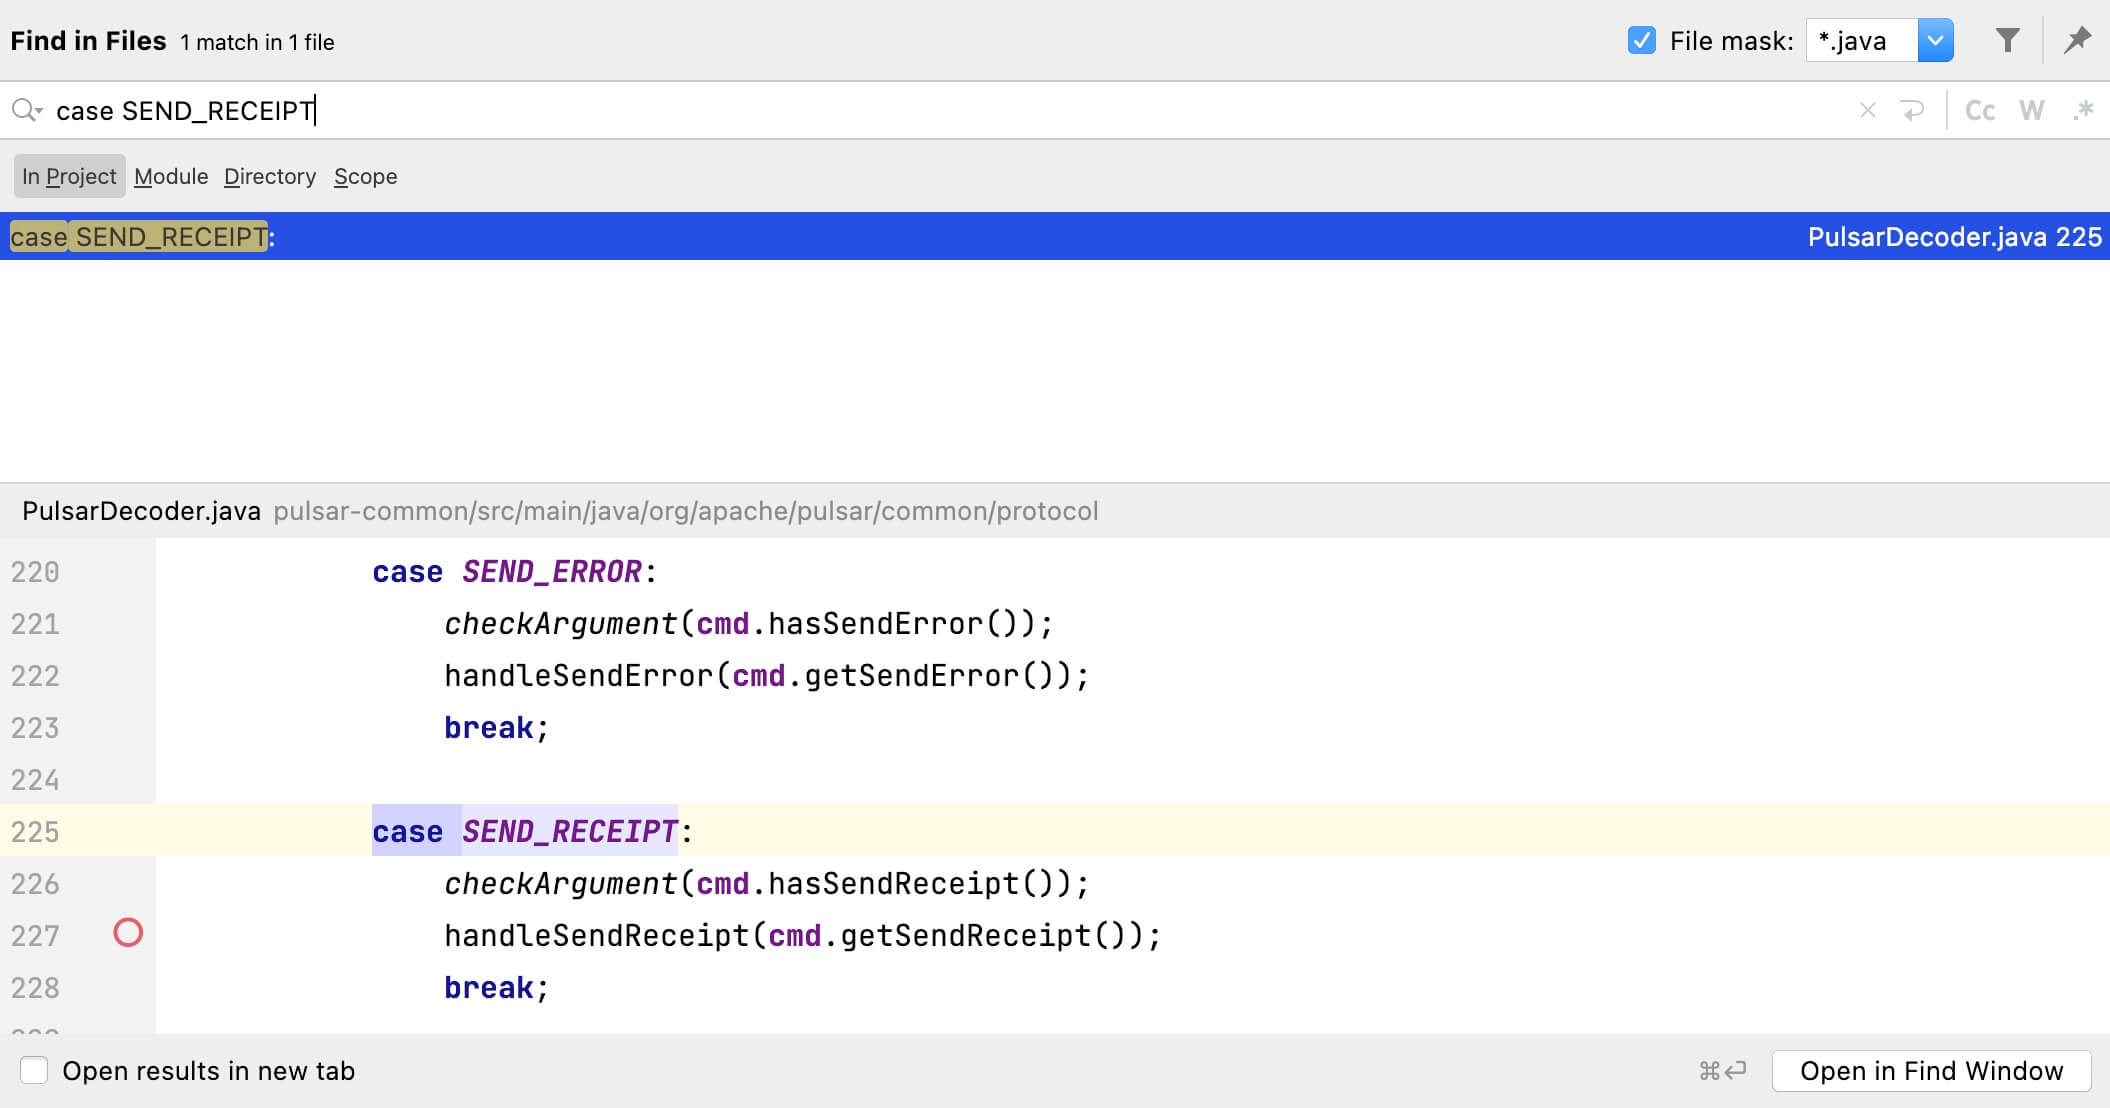 Find in Files 1 match in 1 file File mask: *.java
case SEND_RECEIPT Cc W .*
In Project Module Directory Scope
case SEND_RECEIPT: PulsarDecoder.java 225
PulsarDecoder.java pulsar-common/src/main/java/org/apache/pulsar/common/protocol
220 case SEND_ERROR:
221 checkArgument(cmd.hasSendError());
222 handleSendError(cmd.getSendError());
223 break;
224
225 case SEND_RECEIPT:
226 checkArgument(cmd.hasSendReceipt());
227 handleSendReceipt(cmd.getSendReceipt());
228 break;
Open results in new tab ⌘↩ Open in Find Window